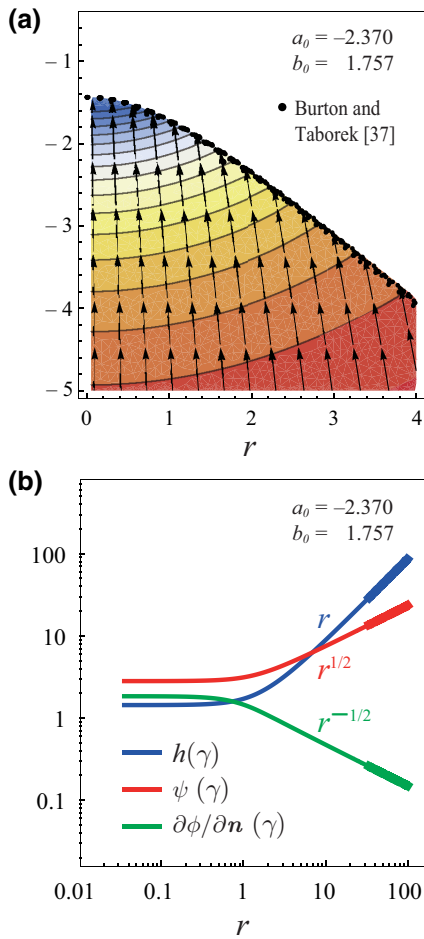 (a)
a₀ = –2.370
b₀ = 1.757
• Burton and
Taborek [37]
–1
–2
–3
–4
–5
0 1 2 3 4
r
(b)
a₀ = –2.370
b₀ = 1.757
100
10
1
0.1
r
r^{1/2}
r^{–1/2}
h(γ)
ψ (γ)
∂ϕ/∂n (γ)
0.01 0.1 1 10 100
r